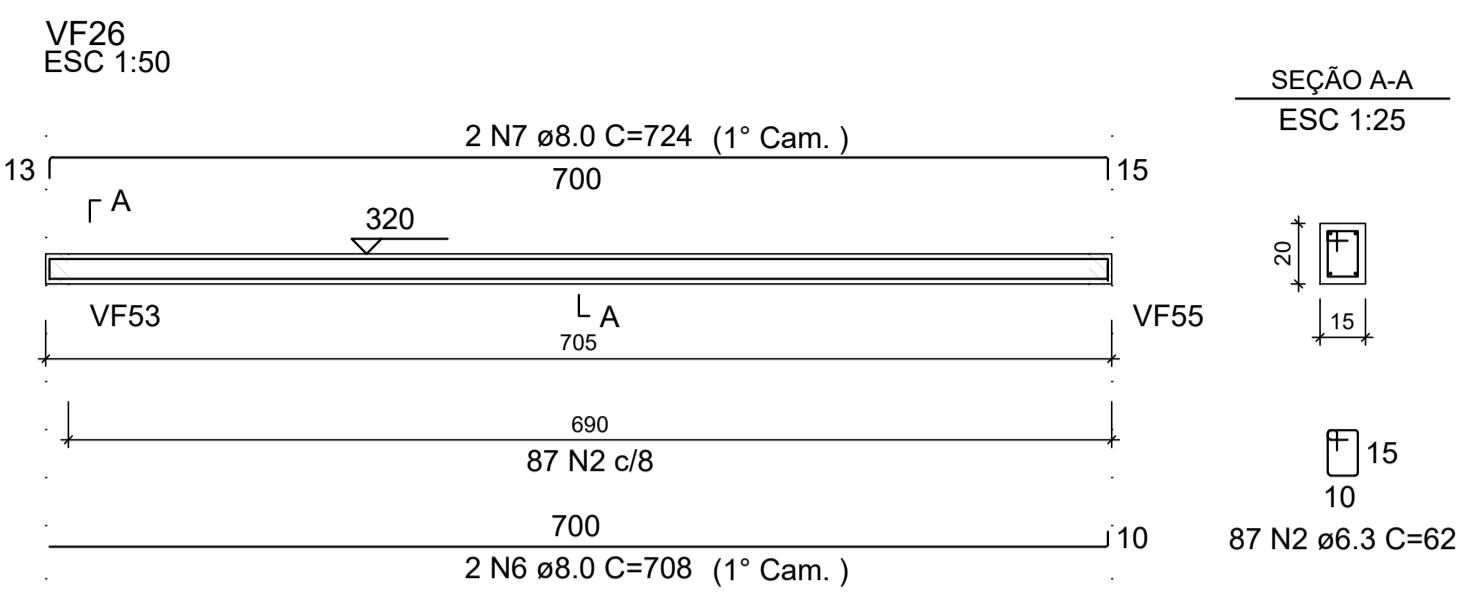 VF26
ESC 1:50
SEÇÃO A-A
ESC 1:25
2 N7 ø8.0 C=724 (1° Cam. )
13
700
15
A
320
20
VF53
A
VF55
15
705
690
87 N2 c/8
15
10
700
10
87 N2 ø6.3 C=62
2 N6 ø8.0 C=708 (1° Cam. )